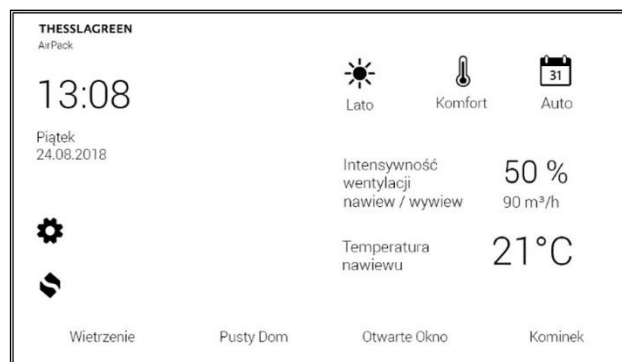 THESSLAGREEN
AirPack
13:08
Piątek
24.08.2018
31
Lato
Komfort
Auto
Intensywność
wentylacji
nawiew / wywiew
50 %
90 m³/h
Temperatura
nawiewu
21°C
Wietrzenie
Pusty Dom
Otwarte Okno
Kominek